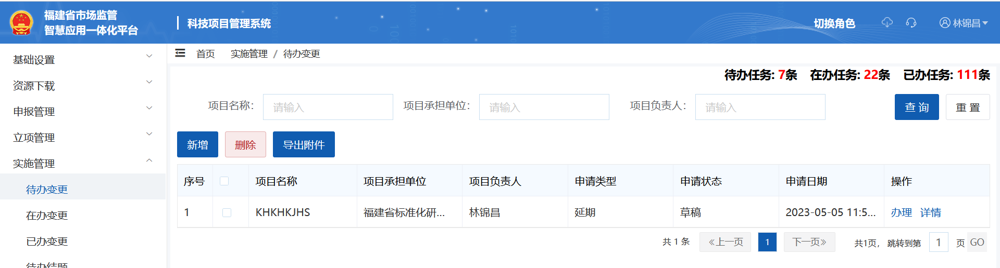 福建省市场监管
智慧应用一体化平台
科技项目管理系统
切换角色
林锦昌
基础设置
资源下载
申报管理
立项管理
实施管理
待办变更
在办变更
已办变更
待办结题
首页 实施管理 / 待办变更
待办任务: 7条 在办任务: 22条 已办任务: 111条
项目名称: 请输入 项目承担单位: 请输入 项目负责人: 请输入 查询 重置
新增 删除 导出附件
序号 项目名称 项目承担单位 项目负责人 申请类型 申请状态 申请日期 操作
1 KHKHKJHS 福建省标准化研... 林锦昌 延期 草稿 2023-05-05 11:5... 办理 详情
共 1 条 《上一页 1 下一页》 共1页， 跳转到第 1 页 GO